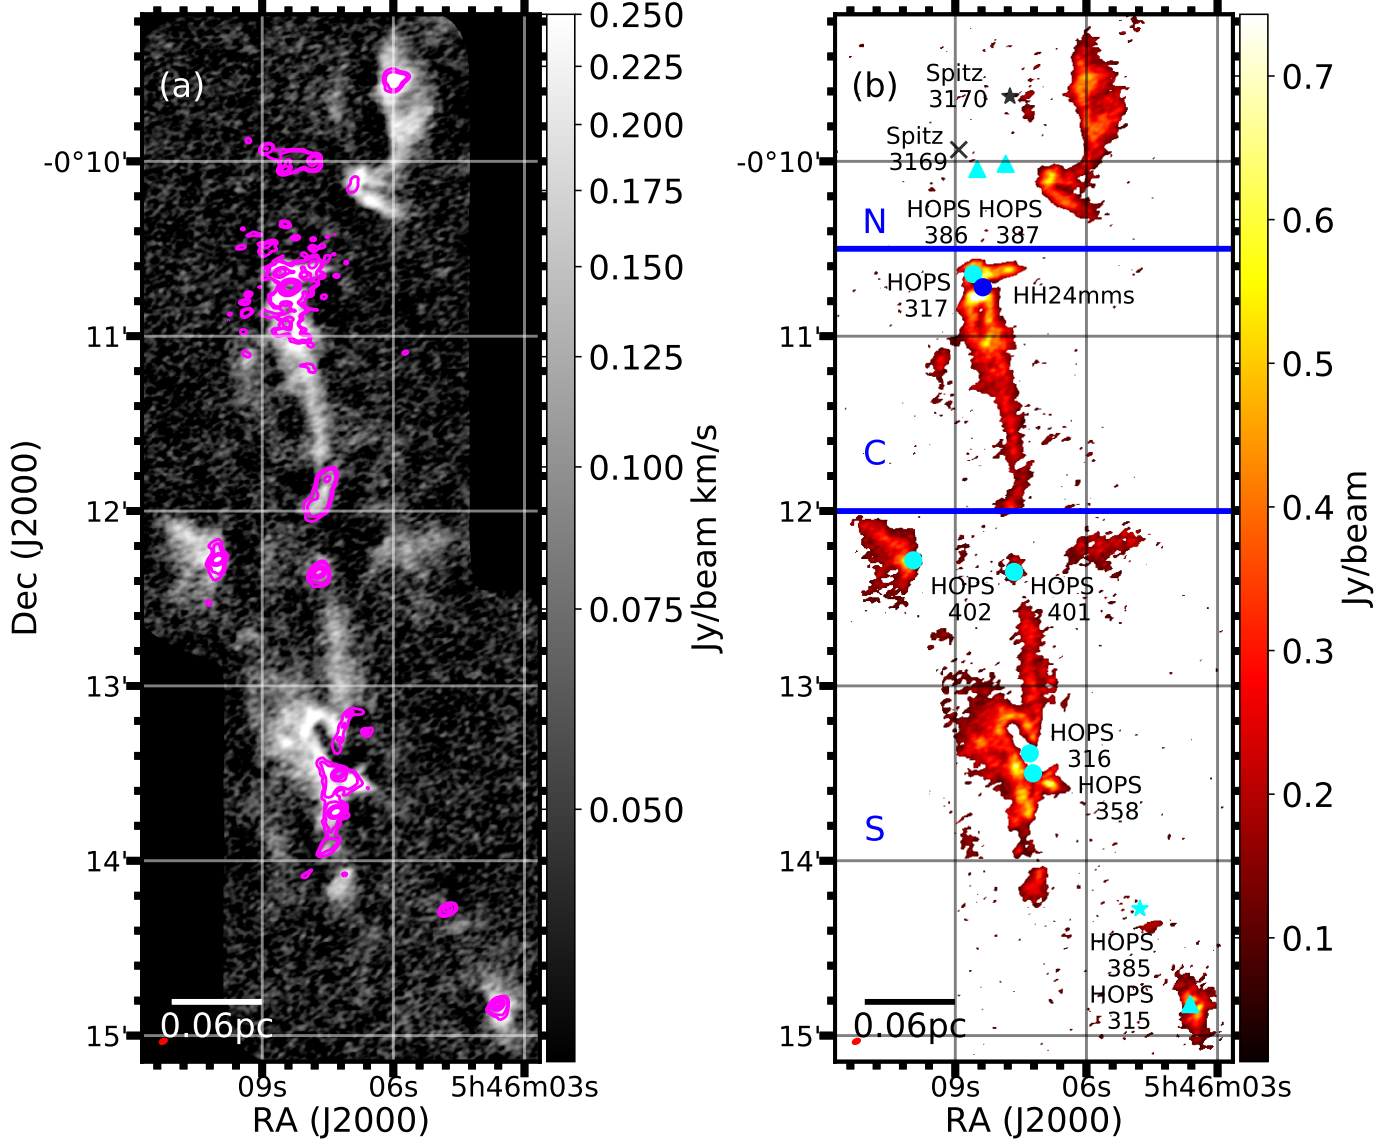 (a)
-0°10'
11'
12'
13'
14'
15'
Dec (J2000)
09s
06s
5h46m03s
RA (J2000)
0.06pc
0.250
0.225
0.200
0.175
0.150
0.125
0.100
0.075
0.050
Jy/beam km/s
(b)
Spitz
3170
Spitz
3169
HOPS HOPS
386 387
N
HOPS
317
HH24mms
C
HOPS
402
HOPS
401
HOPS
316
HOPS
358
S
HOPS
385
HOPS
315
0.06pc
-0°10'
11'
12'
13'
14'
15'
09s
06s
5h46m03s
RA (J2000)
0.7
0.6
0.5
0.4
0.3
0.2
0.1
Jy/beam